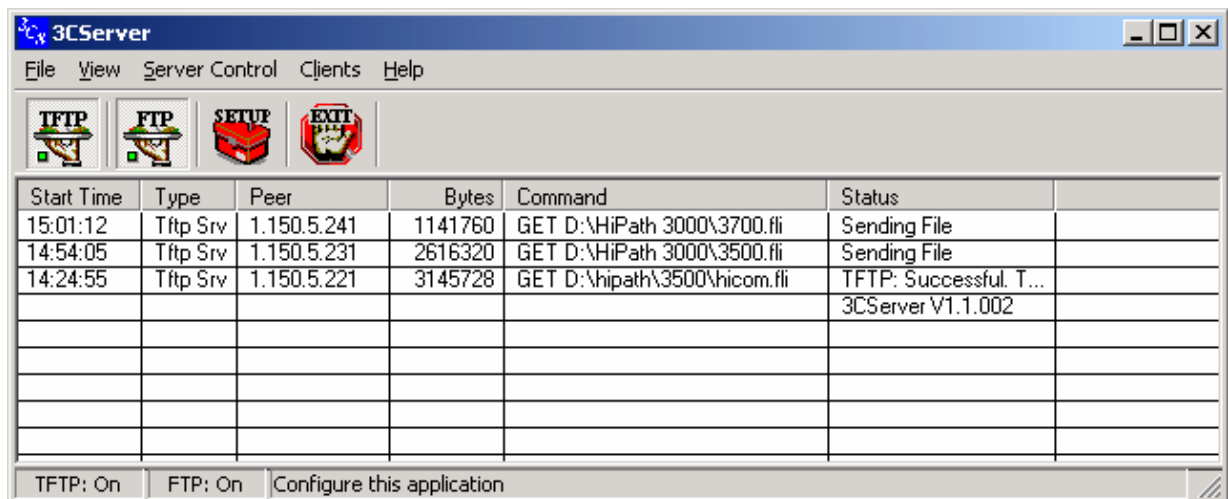 3CServer
File View Server Control Clients Help
TFTP FTP SETUP EXIT
Start Time Type Peer Bytes Command Status
15:01:12 Tftp Srv 1.150.5.241 1141760 GET D:\HiPath 3000\3700.fli Sending File
14:54:05 Tftp Srv 1.150.5.231 2616320 GET D:\HiPath 3000\3500.fli Sending File
14:24:55 Tftp Srv 1.150.5.221 3145728 GET D:\hipath\3500\hicom.fli TFTP: Successful. T...
3CServer V1.1.002
TFTP: On FTP: On Configure this application